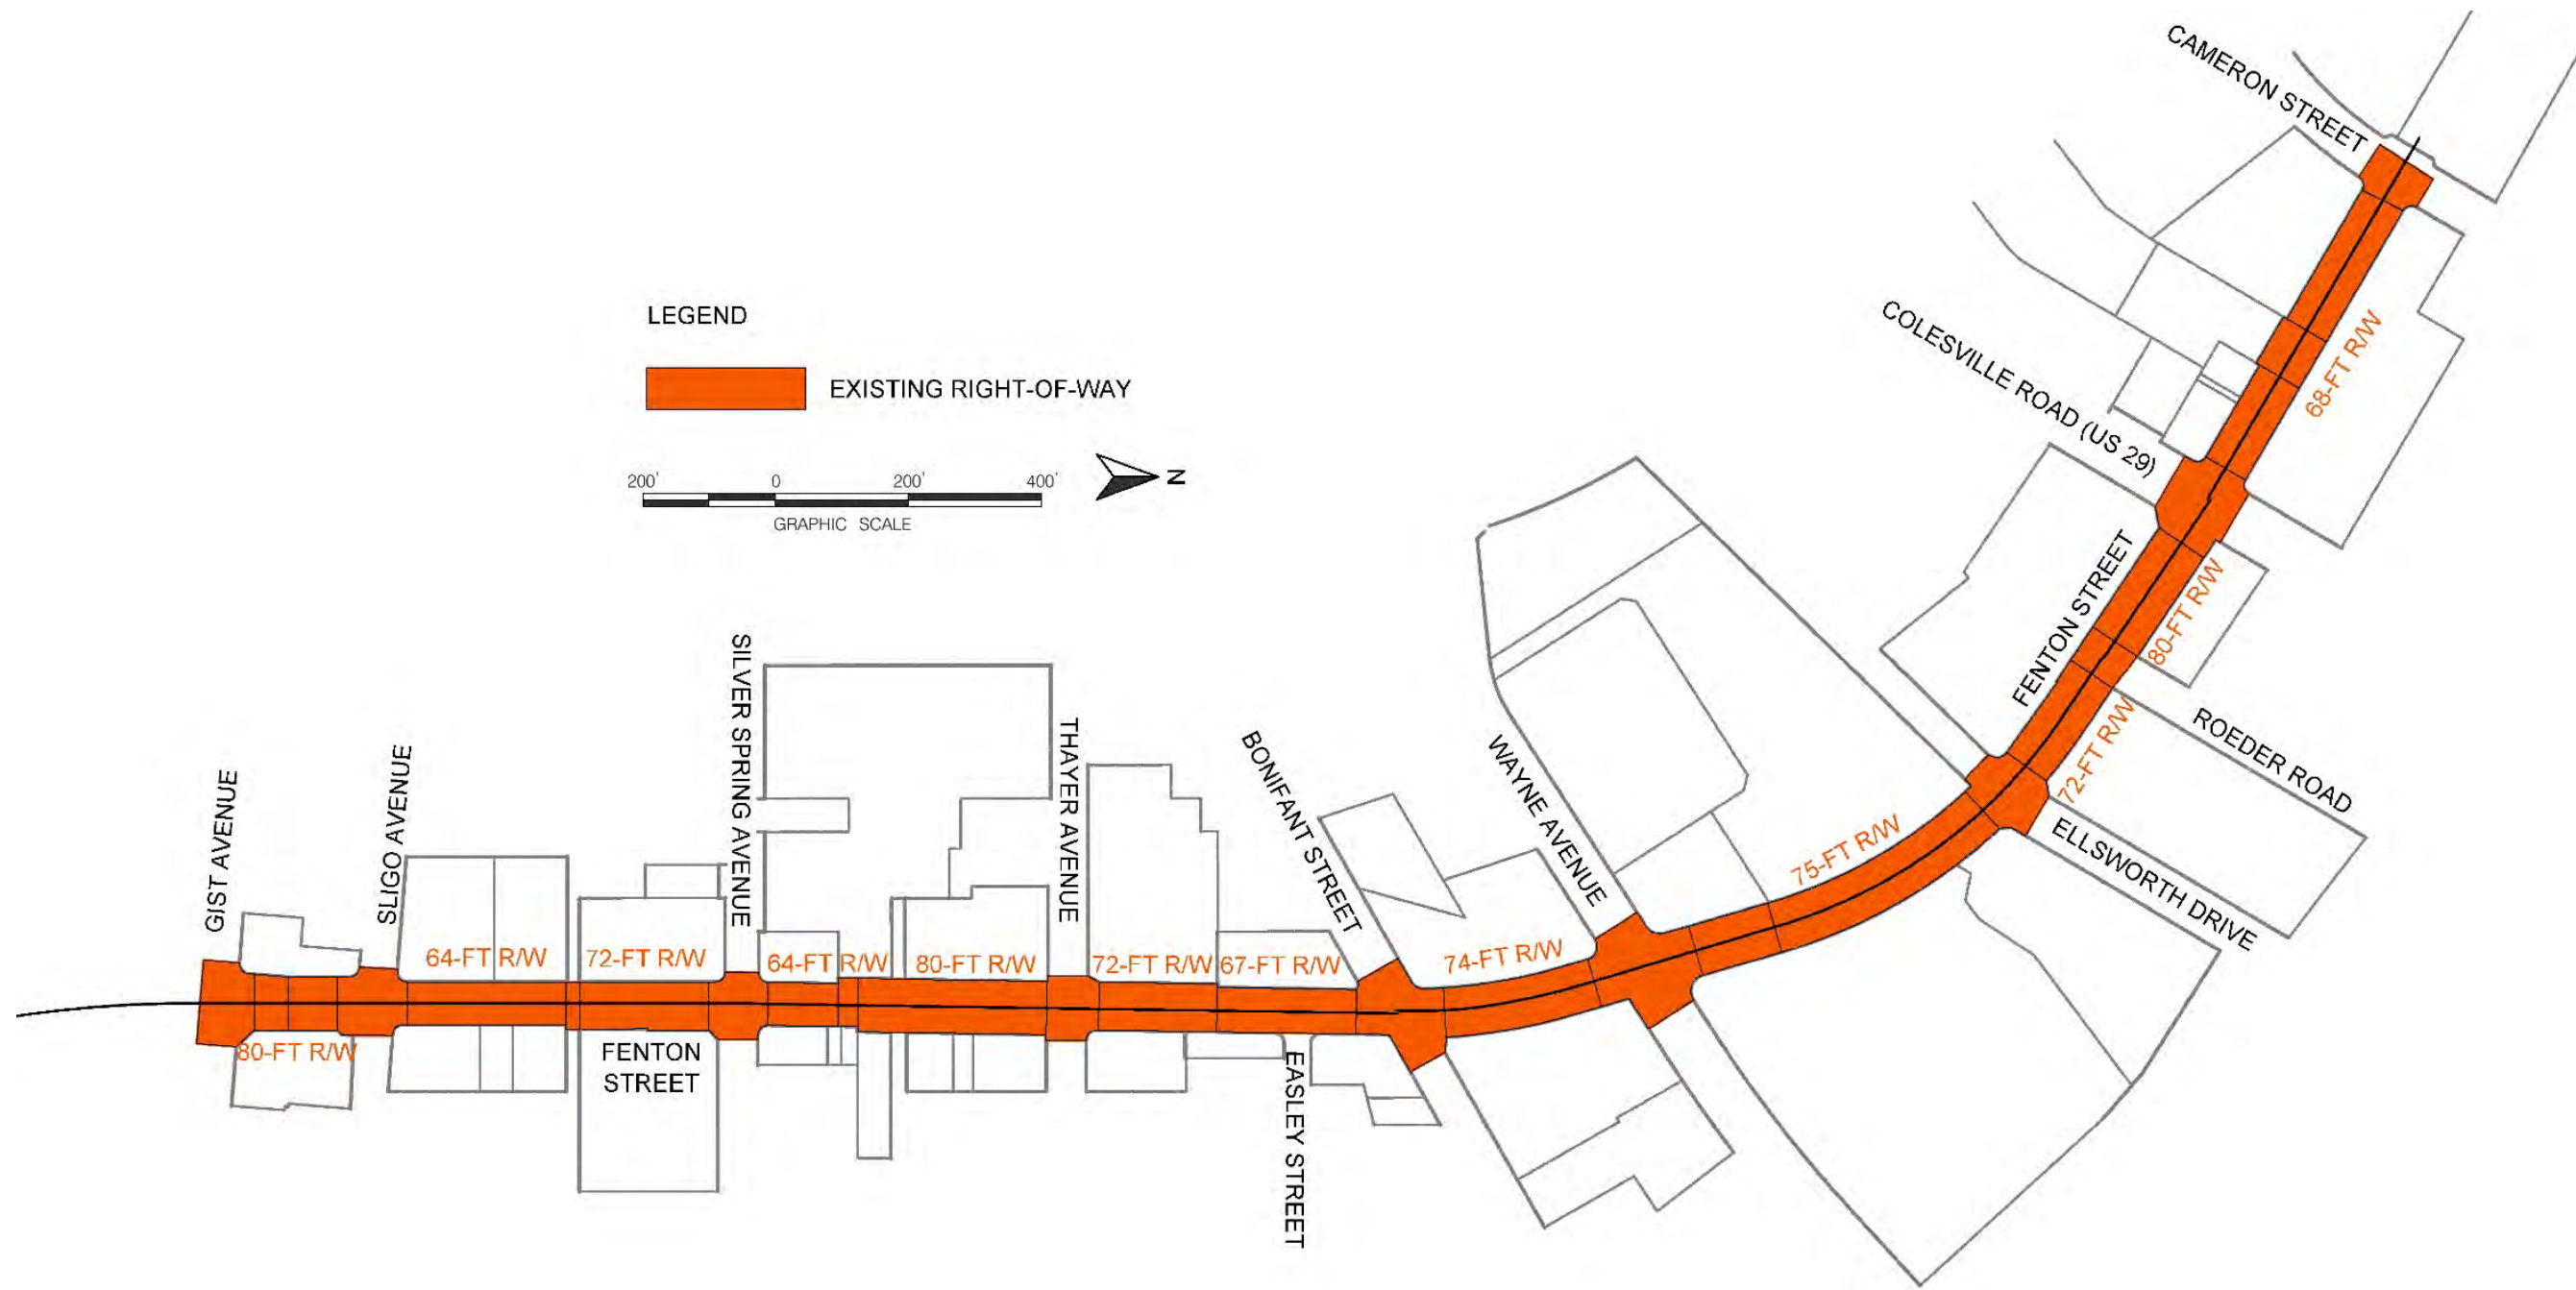 CAMERON STREET
COLESVILLE ROAD (US 29)
68-FT R/W
LEGEND
EXISTING RIGHT-OF-WAY
200' 0 200' 400'
GRAPHIC SCALE
N
FENTON STREET
80-FT R/W
72-FT R/W
ROEDER ROAD
ELLSWORTH DRIVE
75-FT R/W
WAYNE AVENUE
74-FT R/W
BONIFANT STREET
THAYER AVENUE
SILVER SPRING AVENUE
SLIGO AVENUE
GIST AVENUE
64-FT R/W
72-FT R/W
64-FT R/W
80-FT R/W
72-FT R/W
67-FT R/W
80-FT R/W
FENTON
STREET
EASLEY STREET